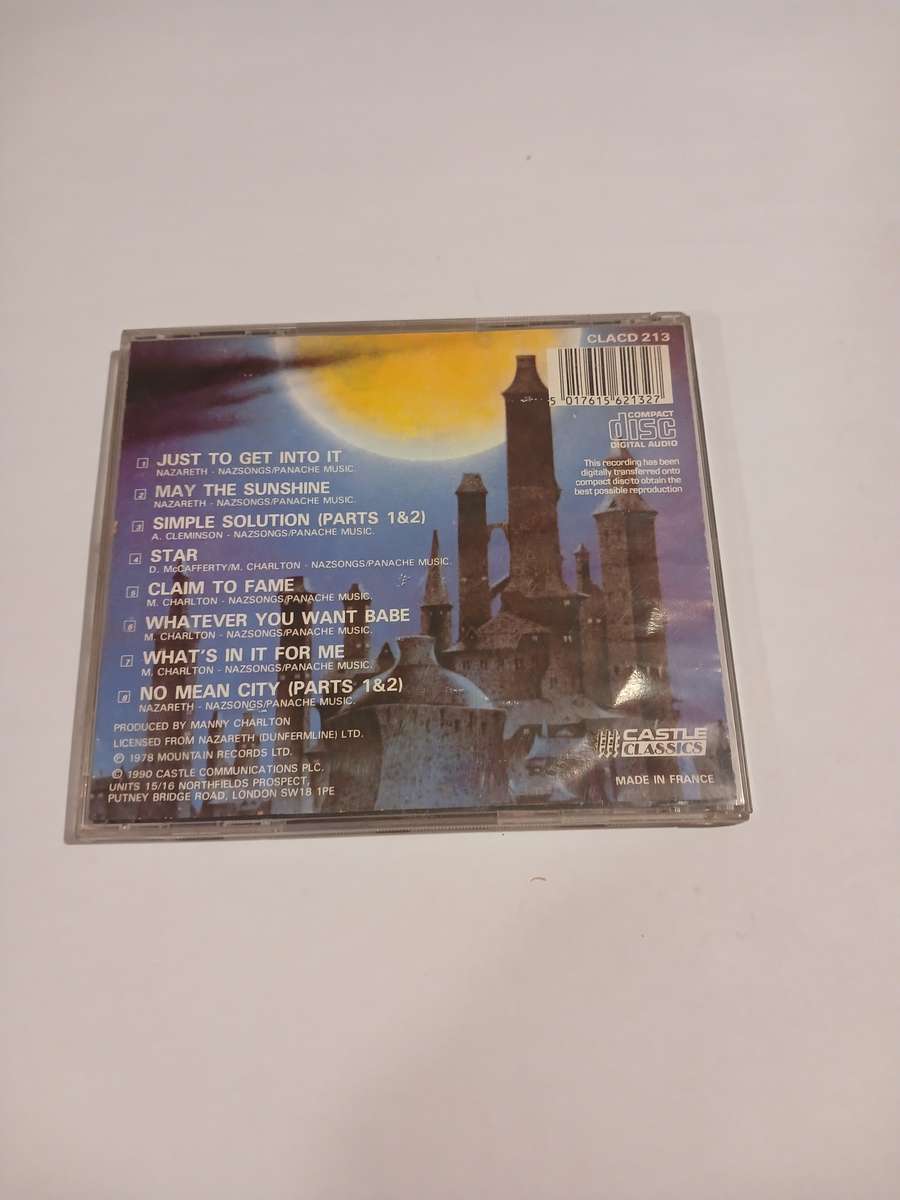 CLACD 213
5 017615 621327
COMPACT
disc
DIGITAL AUDIO
This recording has been
digitally transferred onto
compact disc to obtain the
best possible reproduction
1 JUST TO GET INTO IT
NAZARETH - NAZSONGS/PANACHE MUSIC.
2 MAY THE SUNSHINE
NAZARETH - NAZSONGS/PANACHE MUSIC.
3 SIMPLE SOLUTION (PARTS 1&2)
A. CLEMINSON - NAZSONGS/PANACHE MUSIC.
4 STAR
D. McCAFFERTY/M. CHARLTON - NAZSONGS/PANACHE MUSIC.
5 CLAIM TO FAME
M. CHARLTON - NAZSONGS/PANACHE MUSIC.
6 WHATEVER YOU WANT BABE
M. CHARLTON - NAZSONGS/PANACHE MUSIC.
7 WHAT'S IN IT FOR ME
M. CHARLTON - NAZSONGS/PANACHE MUSIC.
8 NO MEAN CITY (PARTS 1&2)
NAZARETH - NAZSONGS/PANACHE MUSIC.
PRODUCED BY MANNY CHARLTON
LICENSED FROM NAZARETH (DUNFERMLINE) LTD.
℗ 1978 MOUNTAIN RECORDS LTD.
© 1990 CASTLE COMMUNICATIONS PLC.
UNITS 15/16 NORTHFIELDS PROSPECT,
PUTNEY BRIDGE ROAD, LONDON SW18 1PE
CASTLE
CLASSICS
MADE IN FRANCE